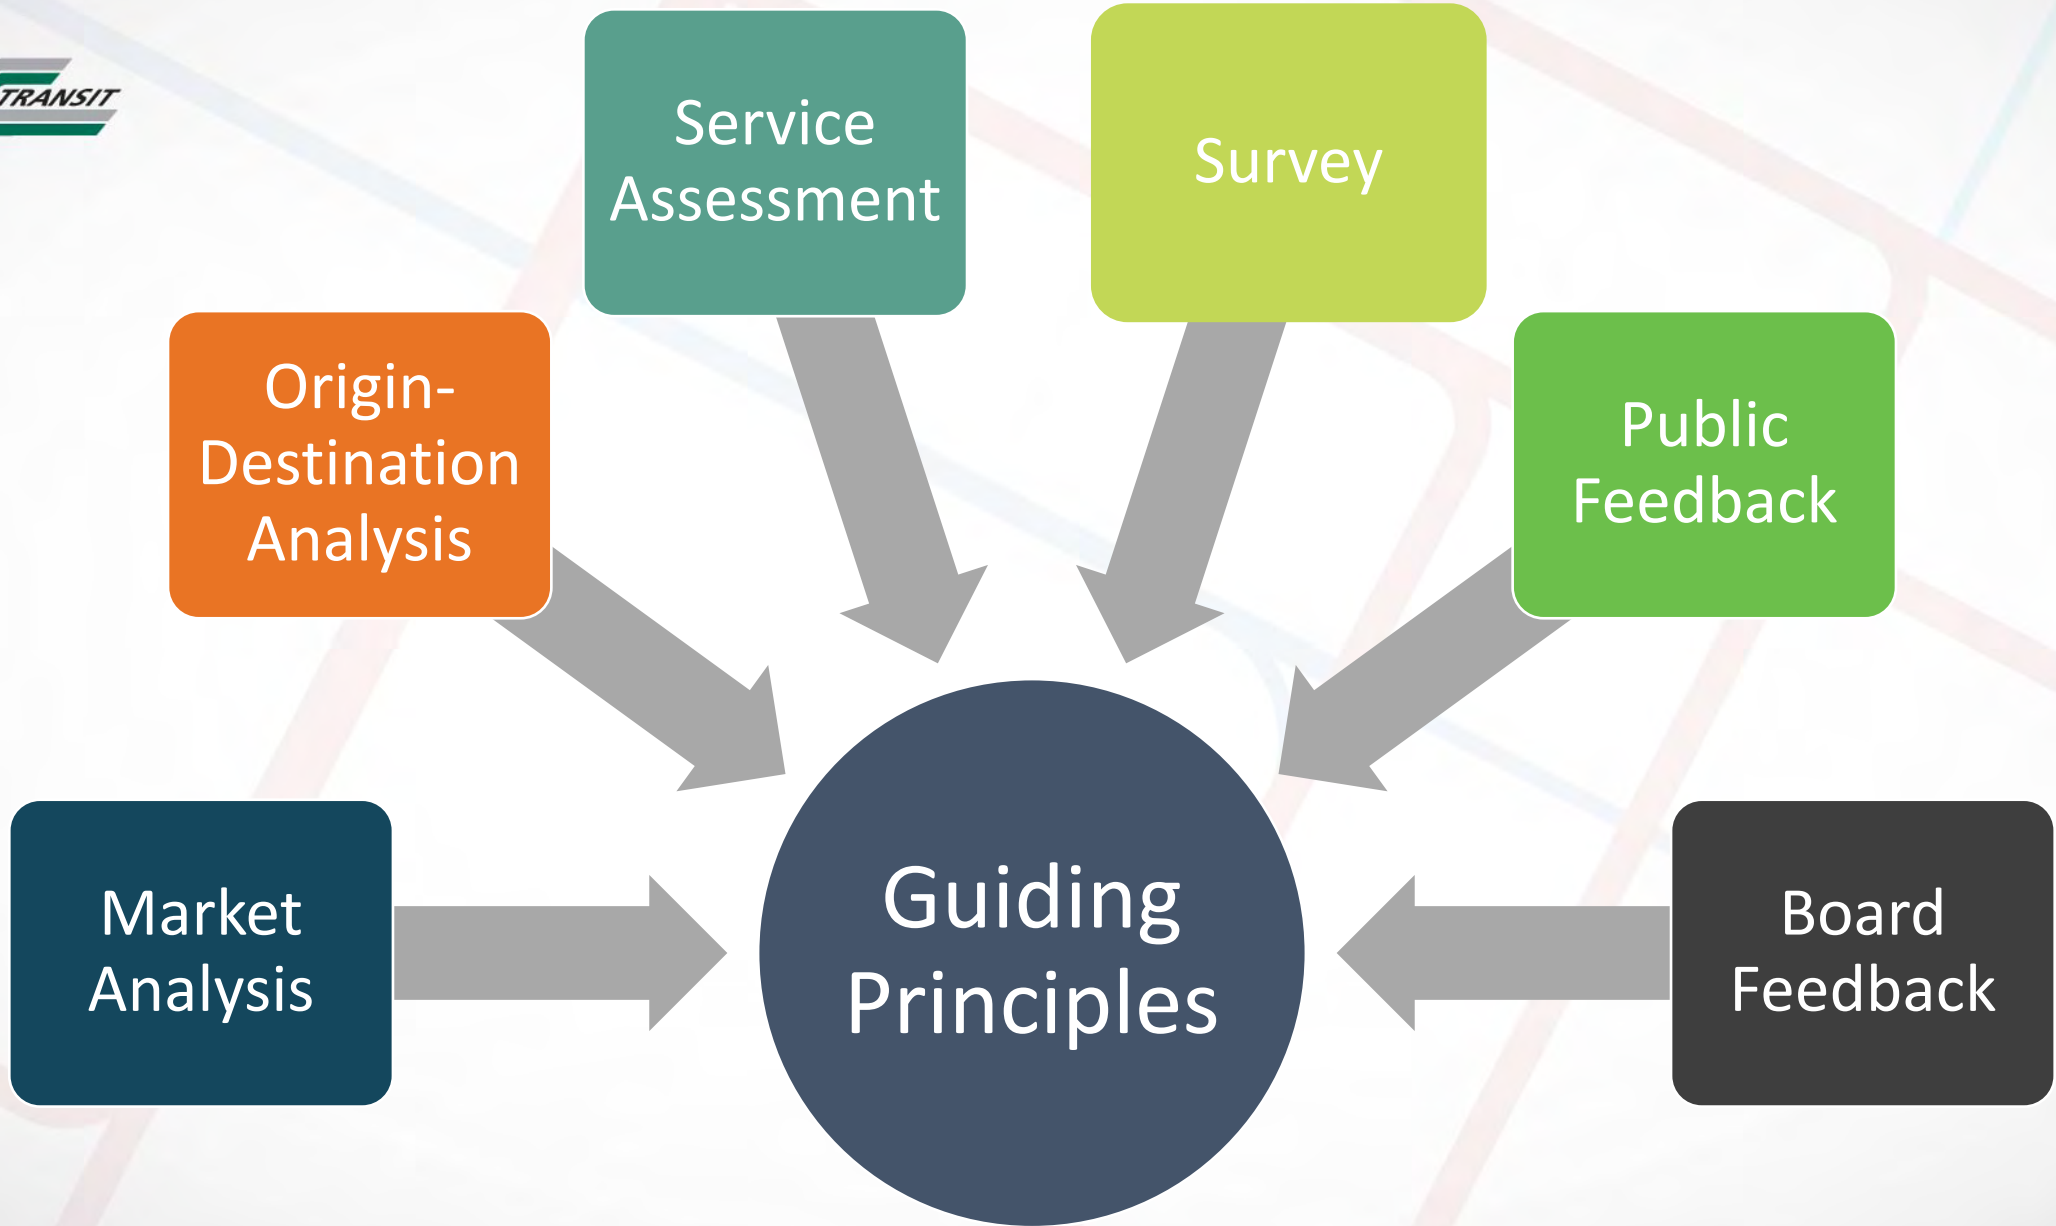 TRANSIT
Service
Assessment
Survey
Origin-
Destination
Analysis
Public
Feedback
Market
Analysis
Guiding
Principles
Board
Feedback